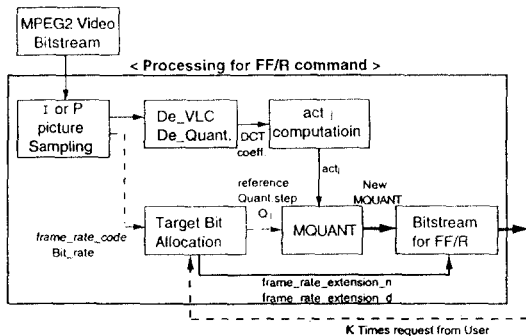 MPEG2 Video
Bitstream
< Processing for FF/R command >
I or P
picture
Sampling
De_VLC
De_Quant.
DCT
coeff.
act j
computatioin
actj
reference
Quant.step
Q j
New
MQUANT
frame_rate_code
Bit_rate
Target Bit
Allocation
MQUANT
Bitstream
for FF/R
frame_rate_extension_n
frame_rate_extension_d
K Times request from User